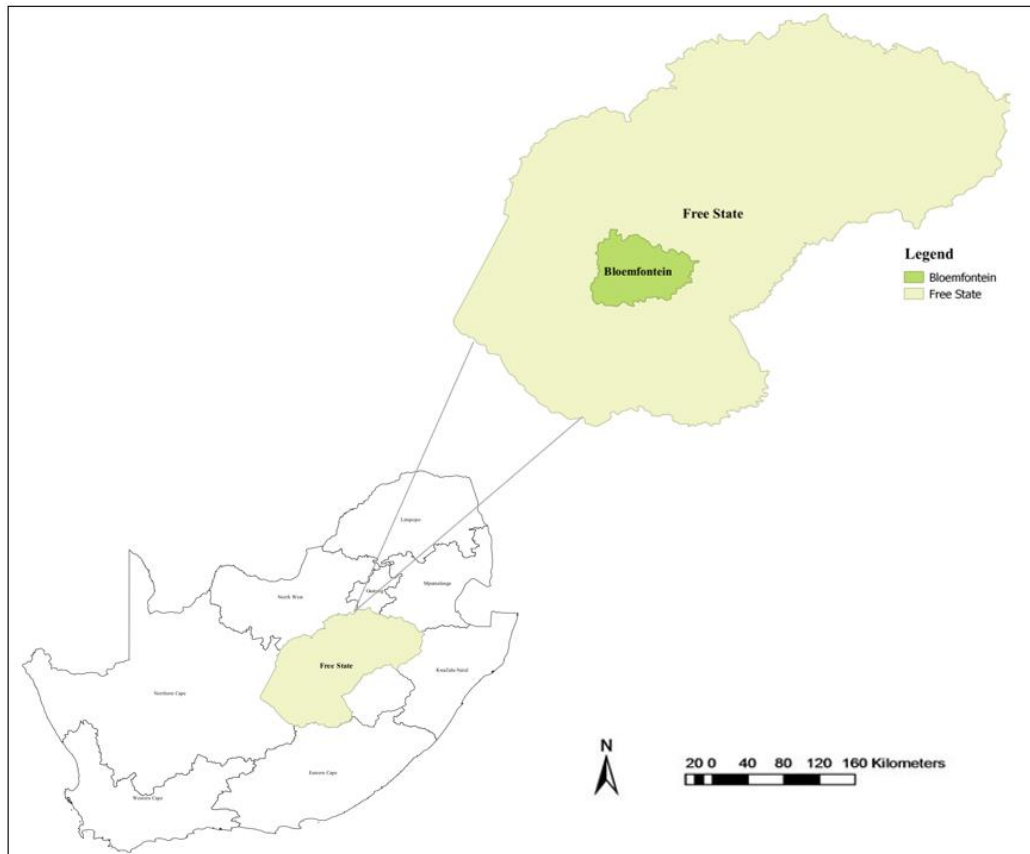 Free State
Bloemfontein
Legend
Bloemfontein
Free State
Limpopo
North West
Gauteng
Mpumalanga
Free State
KwaZulu-Natal
Northern Cape
Eastern Cape
Western Cape
N
20 0 40 80 120 160 Kilometers